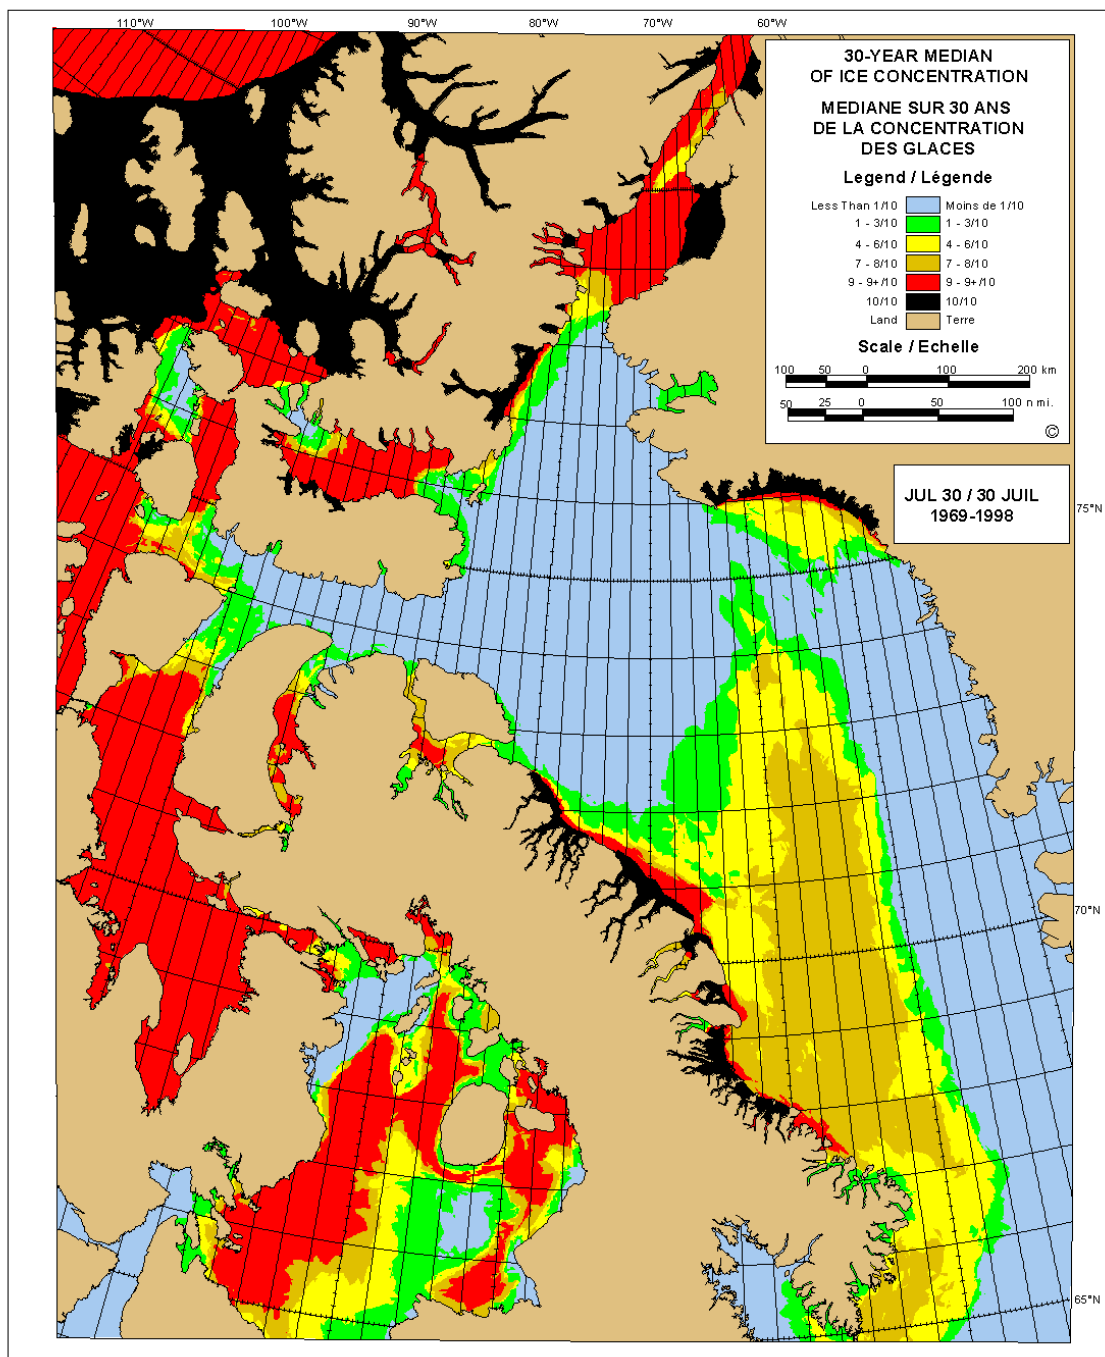 110°W 100°W 90°W 80°W 70°W 60°W
30-YEAR MEDIAN
OF ICE CONCENTRATION
MEDIANE SUR 30 ANS
DE LA CONCENTRATION
DES GLACES
Legend / Légende
Less Than 1/10 Moins de 1/10
1 - 3/10 1 - 3/10
4 - 6/10 4 - 6/10
7 - 8/10 7 - 8/10
9 - 9+/10 9 - 9+/10
10/10 10/10
Land Terre
Scale / Echelle
100 50 0 100 200 km
50 25 0 50 100 n mi.
©
JUL 30 / 30 JUIL
1969-1998
75°N
70°N
65°N